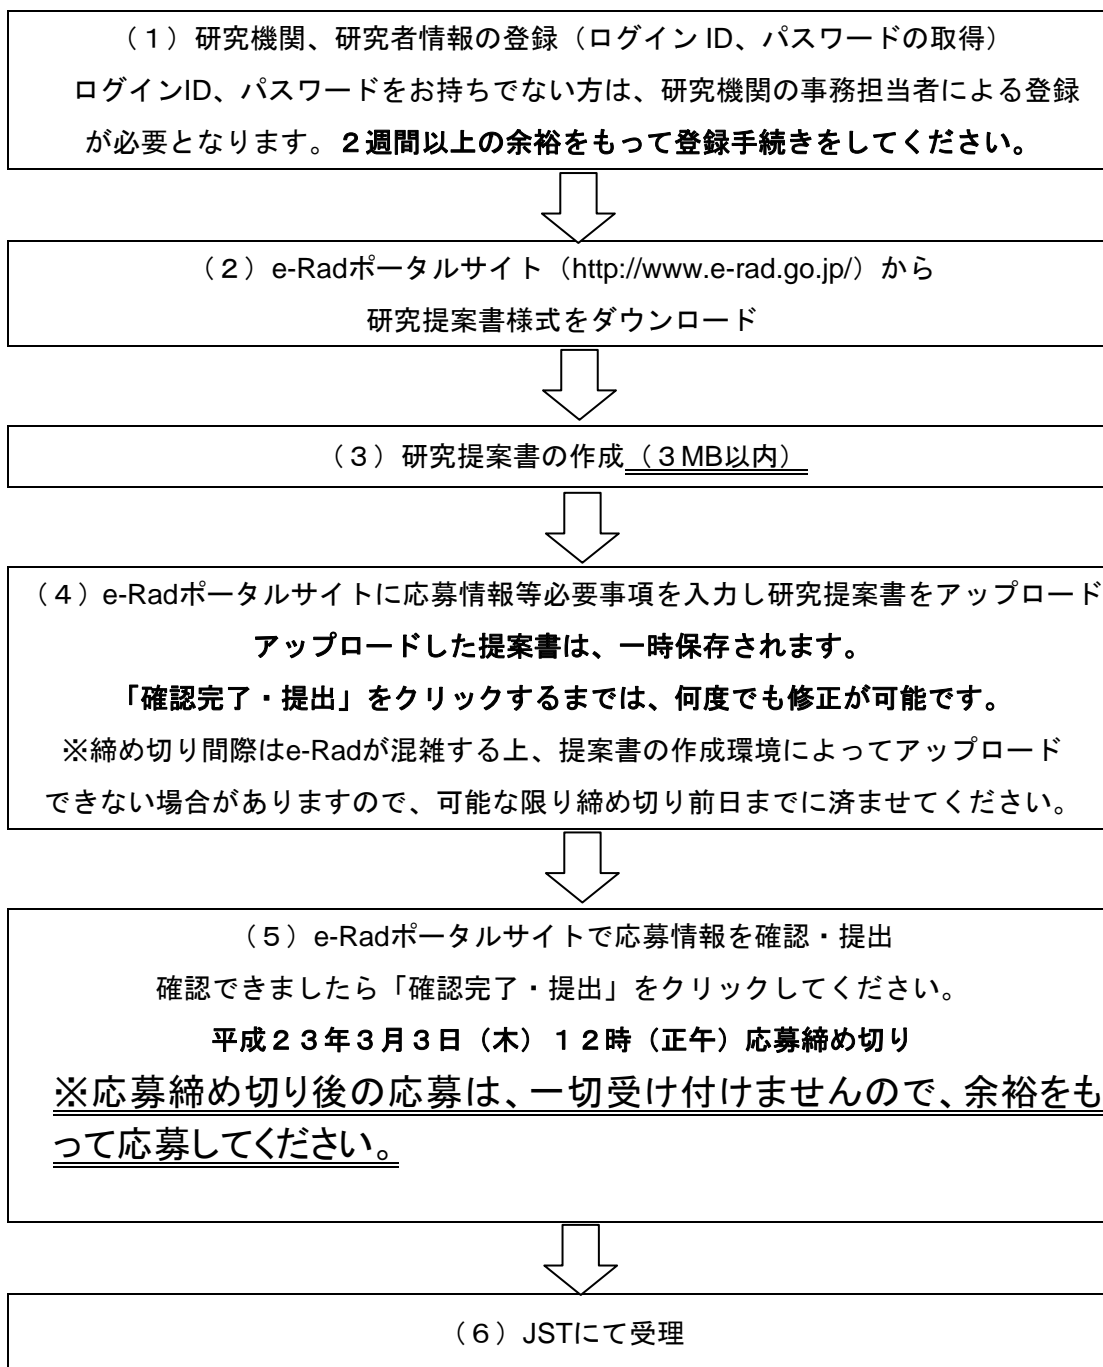 （１）研究機関、研究者情報の登録（ログイン ID、パスワードの取得）
ログインID、パスワードをお持ちでない方は、研究機関の事務担当者による登録
が必要となります。２週間以上の余裕をもって登録手続きをしてください。
（２）e-Radポータルサイト（http://www.e-rad.go.jp/）から
研究提案書様式をダウンロード
（３）研究提案書の作成（３MB以内）
（４）e-Radポータルサイトに応募情報等必要事項を入力し研究提案書をアップロード
アップロードした提案書は、一時保存されます。
「確認完了・提出」をクリックするまでは、何度でも修正が可能です。
※締め切り間際はe-Radが混雑する上、提案書の作成環境によってアップロード
できない場合がありますので、可能な限り締め切り前日までに済ませてください。
（５）e-Radポータルサイトで応募情報を確認・提出
確認できましたら「確認完了・提出」をクリックしてください。
平成２３年３月３日（木）１２時（正午）応募締め切り
※応募締め切り後の応募は、一切受け付けませんので、余裕をも
って応募してください。
（６）JSTにて受理